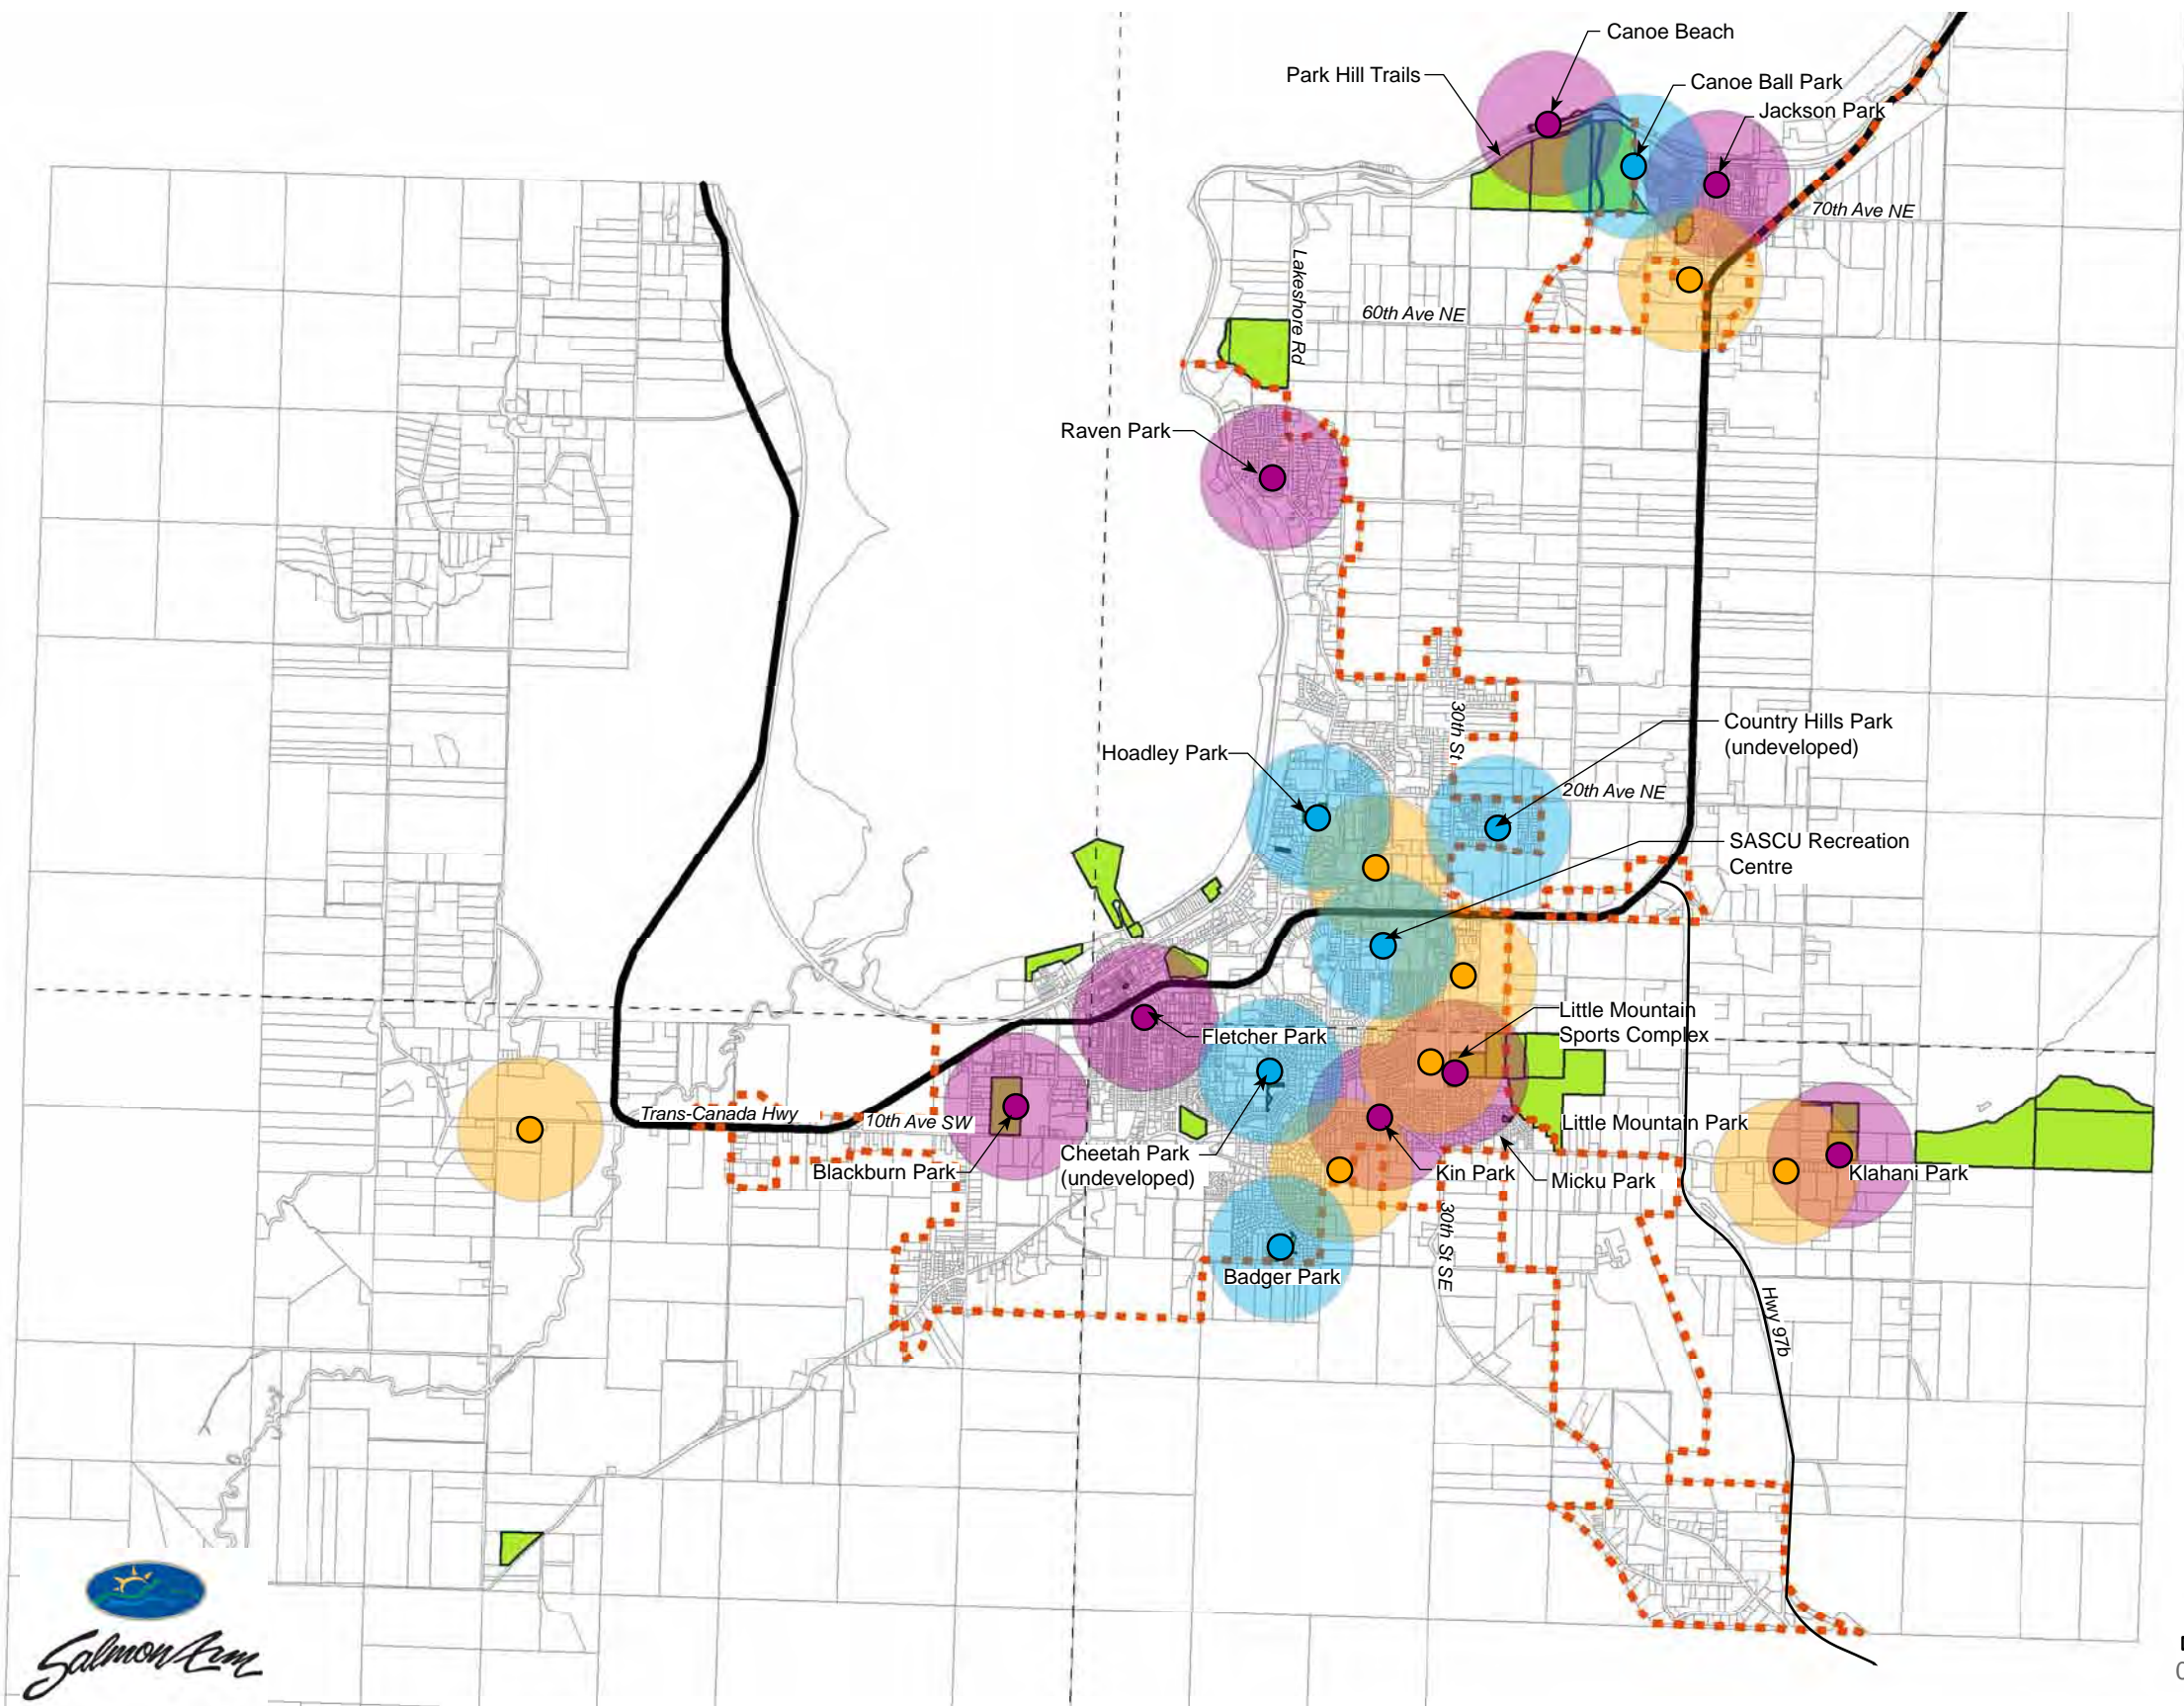 Canoe Beach
Park Hill Trails
Canoe Ball Park
Jackson Park
70th Ave NE
Lakeshore Rd
60th Ave NE
Raven Park
30th St
Country Hills Park
(undeveloped)
Hoadley Park
20th Ave NE
SASCU Recreation
Centre
Little Mountain
Sports Complex
Fletcher Park
Trans-Canada Hwy
10th Ave SW
Little Mountain Park
Blackburn Park
Cheetah Park
(undeveloped)
Kin Park
Micku Park
Klahani Park
30th St SE
Badger Park
Hwy 97b
Salmon Arm